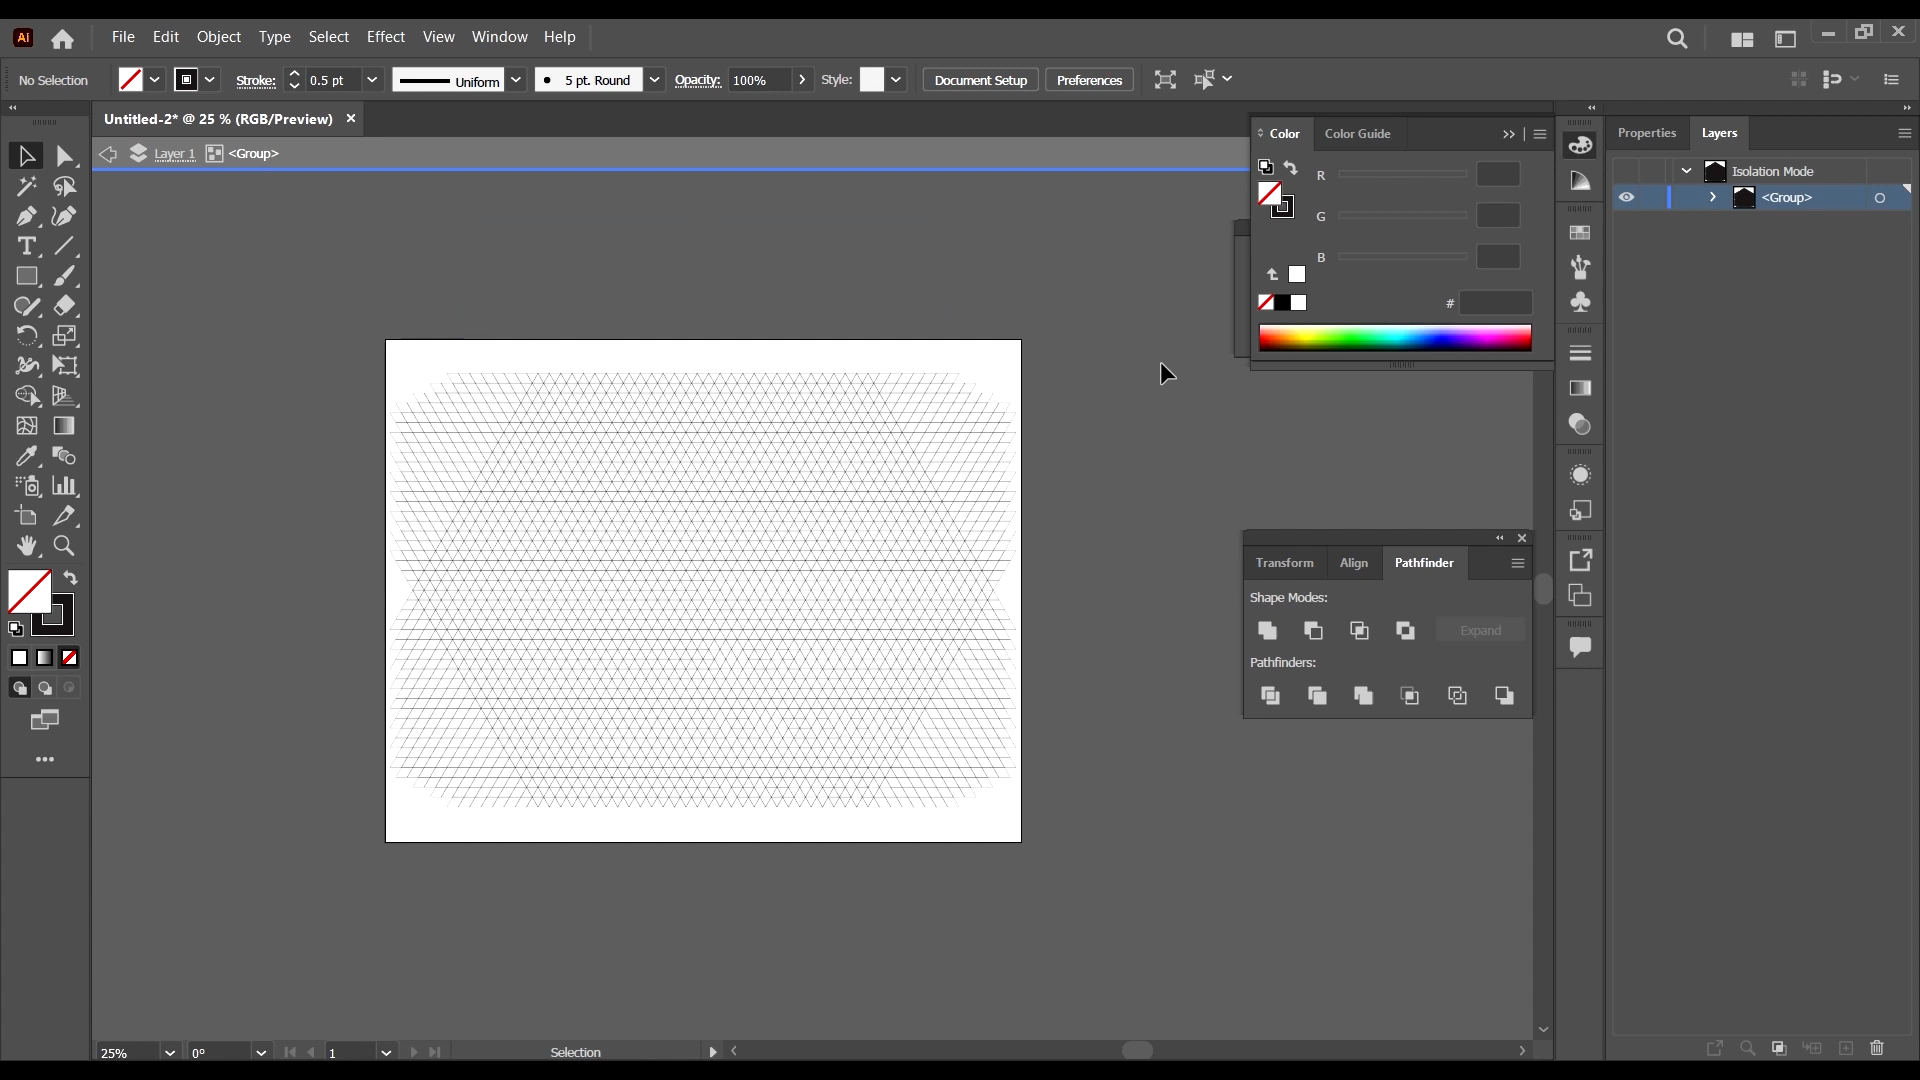 Ai File Edit Object Type Select Effect View Window Help
No Selection Stroke: 0.5 pt Uniform 5 pt. Round Opacity: 100% Style: Document Setup Preferences
Untitled-2* @ 25 % (RGB/Preview)
Layer 1 <Group>
Color Color Guide
R
G
B
#
Properties Layers
Isolation Mode
<Group>
Transform Align Pathfinder
Shape Modes:
Expand
Pathfinders:
25% 0° 1 Selection